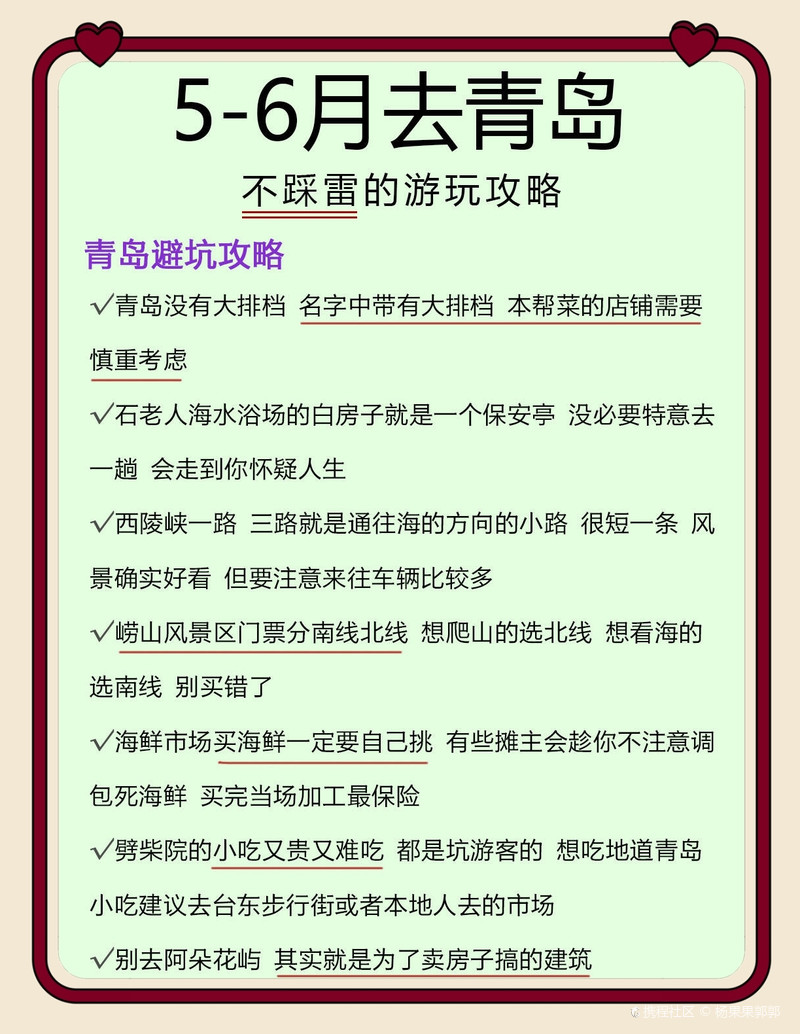 5-6月去青岛
不踩雷的游玩攻略
青岛避坑攻略
✓青岛没有大排档 名字中带有大排档 本帮菜的店铺需要
慎重考虑
✓石老人海水浴场的白房子就是一个保安亭 没必要特意去
一趟 会走到你怀疑人生
✓西陵峡一路 三路就是通往海的方向的小路 很短一条 风
景确实好看 但要注意来往车辆比较多
✓崂山风景区门票分南线北线 想爬山的选北线 想看海的
选南线 别买错了
✓海鲜市场买海鲜一定要自己挑 有些摊主会趁你不注意调
包死海鲜 买完当场加工最保险
✓劈柴院的小吃又贵又难吃 都是坑游客的 想吃地道青岛
小吃建议去台东步行街或者本地人去的市场
✓别去阿朵花屿 其实就是为了卖房子搞的建筑
携程社区 ©